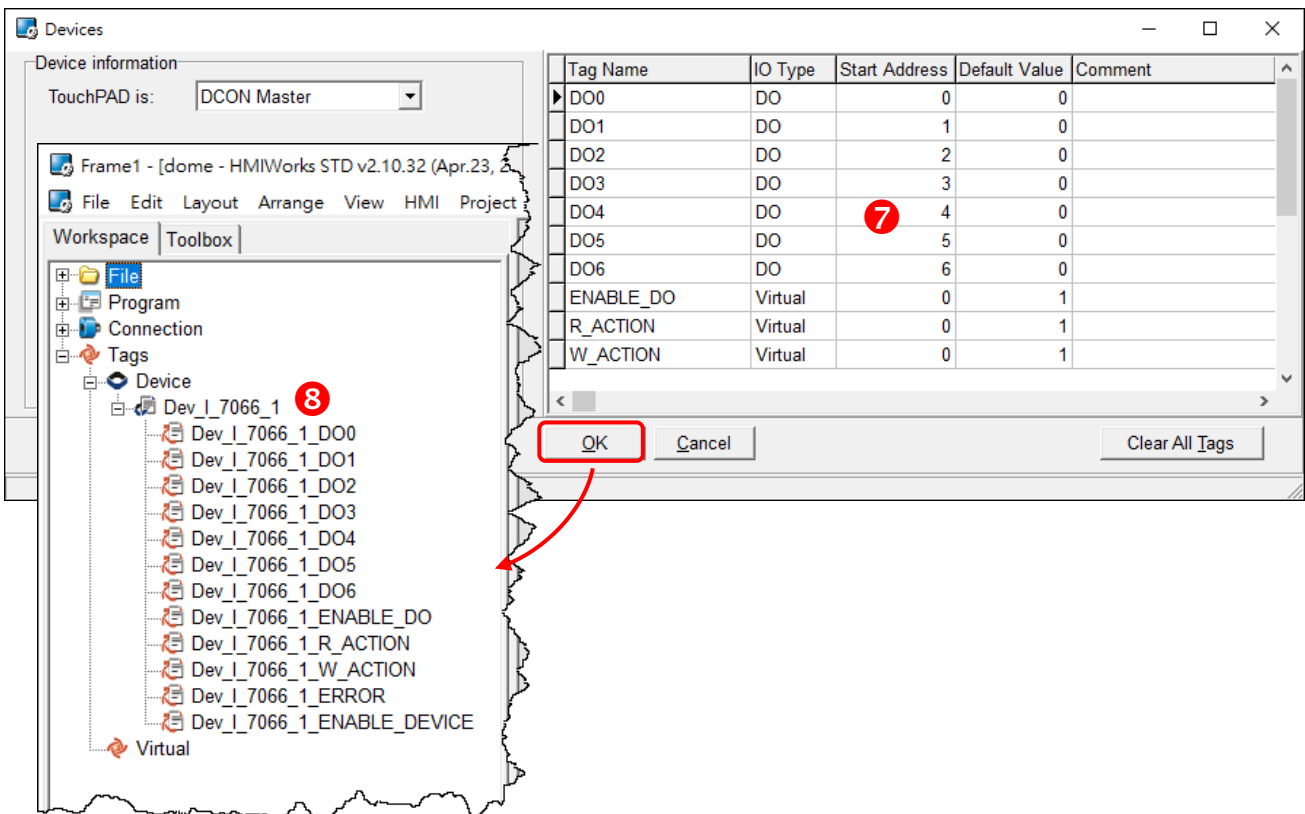 Devices
Device information
TouchPAD is: DCON Master
Tag Name IO Type Start Address Default Value Comment
DO0 DO 0 0
DO1 DO 1 0
DO2 DO 2 0
DO3 DO 3 0
DO4 DO 4 0
DO5 DO 5 0
DO6 DO 6 0
ENABLE_DO Virtual 0 1
R_ACTION Virtual 0 1
W_ACTION Virtual 0 1
7
OK Cancel Clear All Tags
Frame1 - [dome - HMIWorks STD v2.10.32 (Apr.23, 2
File Edit Layout Arrange View HMI Project
Workspace Toolbox
File
Program
Connection
Tags
Device
Dev_I_7066_1 8
Dev_I_7066_1_DO0
Dev_I_7066_1_DO1
Dev_I_7066_1_DO2
Dev_I_7066_1_DO3
Dev_I_7066_1_DO4
Dev_I_7066_1_DO5
Dev_I_7066_1_DO6
Dev_I_7066_1_ENABLE_DO
Dev_I_7066_1_R_ACTION
Dev_I_7066_1_W_ACTION
Dev_I_7066_1_ERROR
Dev_I_7066_1_ENABLE_DEVICE
Virtual